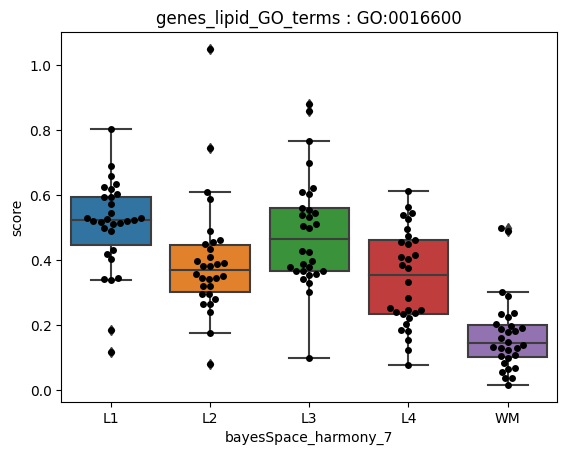 genes_lipid_GO_terms : GO:0016600
score
1.0
0.8
0.6
0.4
0.2
0.0
L1 L2 L3 L4 WM
bayesSpace_harmony_7